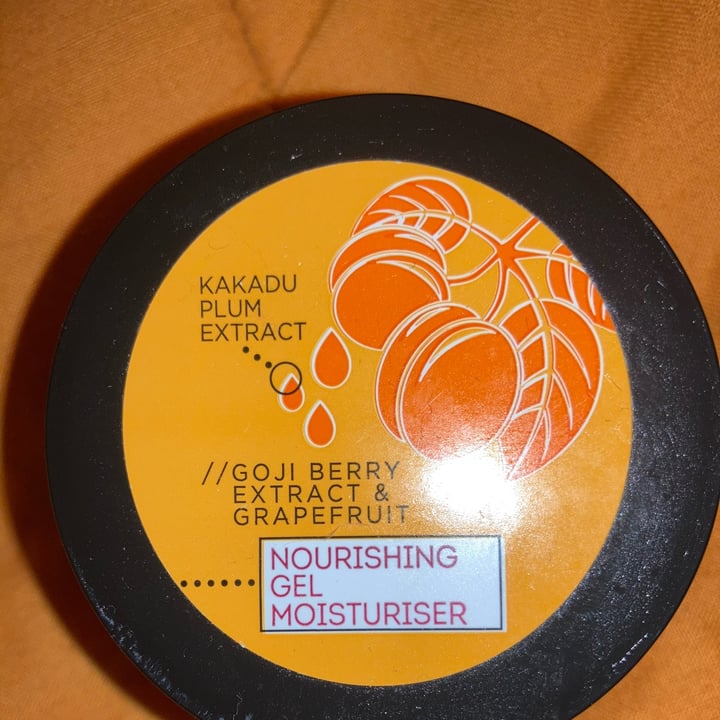 KAKADU
PLUM
EXTRACT
//GOJI BERRY
EXTRACT &
GRAPEFRUIT
NOURISHING
GEL
MOISTURISER